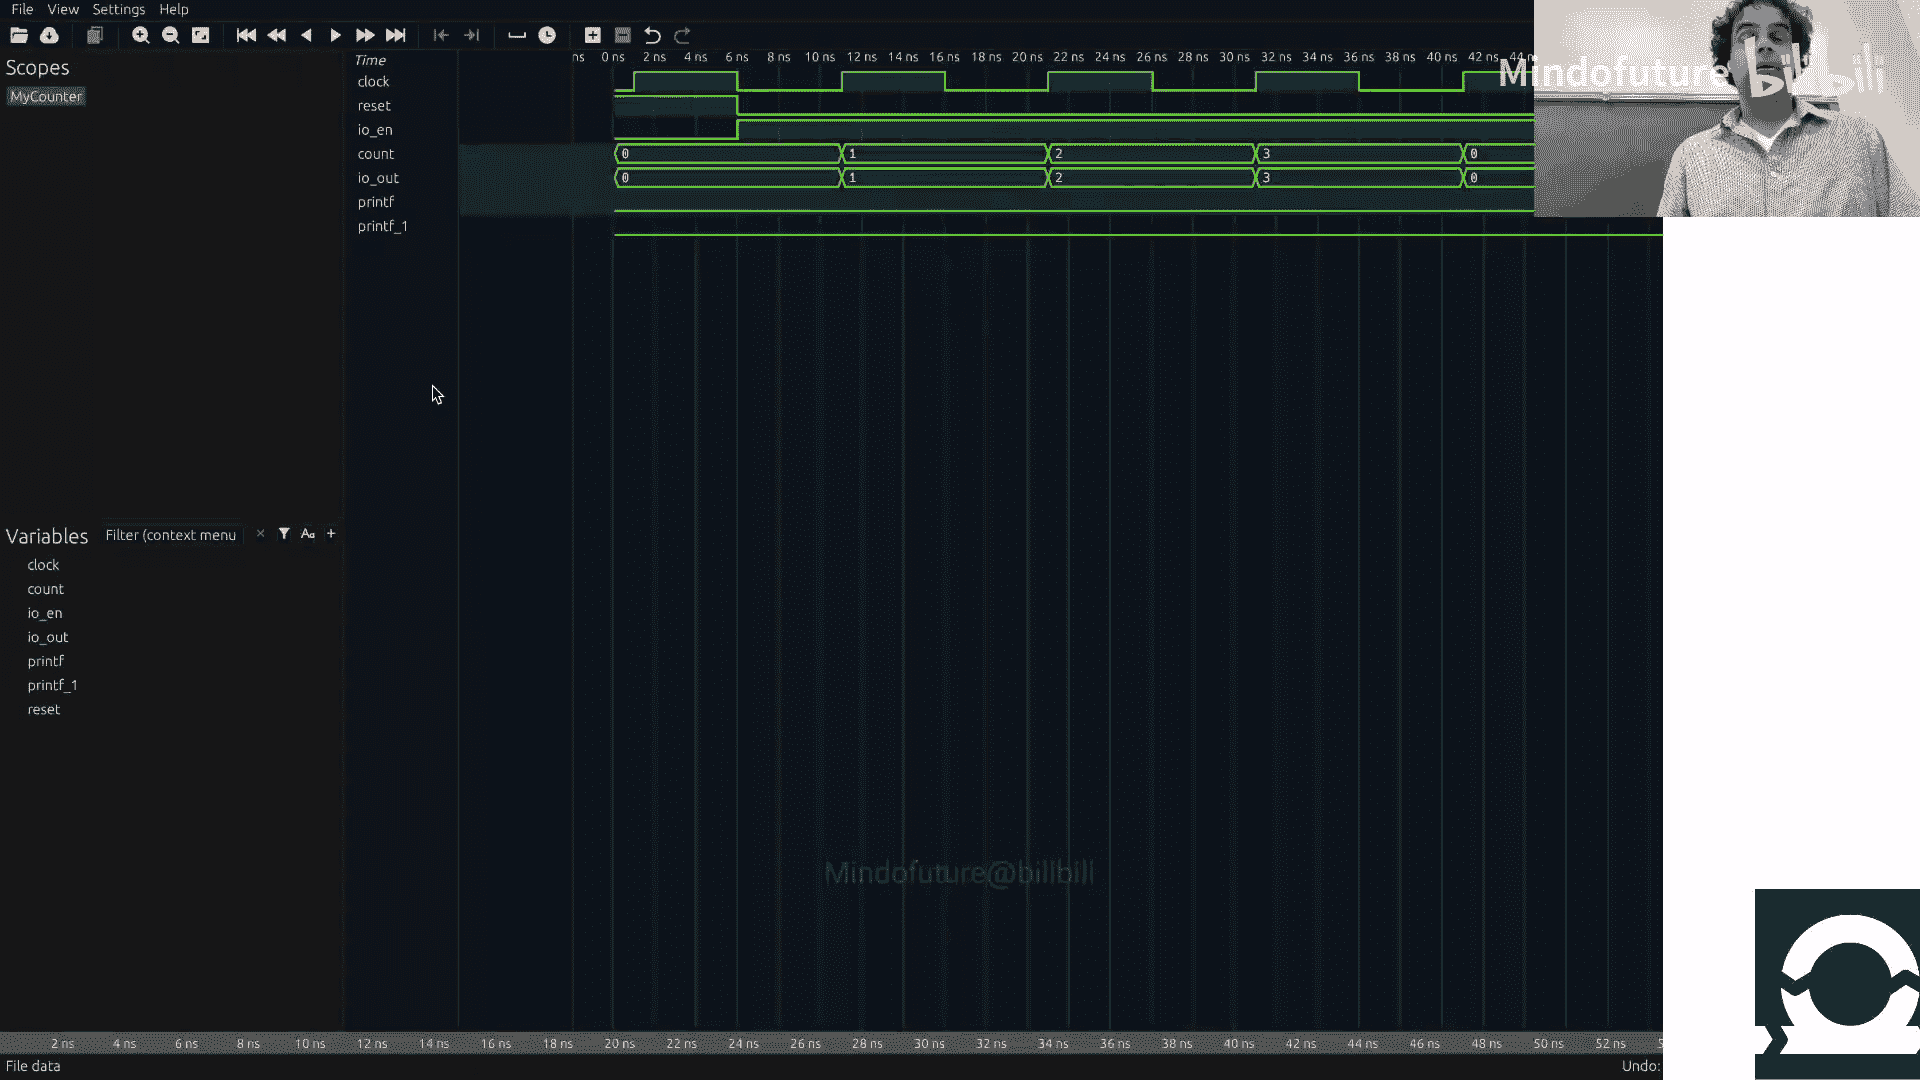 File View Settings Help
Scopes
MyCounter
Time
ns 0 ns 2 ns 4 ns 6 ns 8 ns 10 ns 12 ns 14 ns 16 ns 18 ns 20 ns 22 ns 24 ns 26 ns 28 ns 30 ns 32 ns 34 ns 36 ns 38 ns 40 ns 42 ns 44 n
clock
reset
io_en
count 0 1 2 3 0
io_out 0 1 2 3 0
printf
printf_1
Mindofuture bilibili
Variables Filter (context menu × Aa +
clock
count
io_en
io_out
printf
printf_1
reset
Mindofuture@billbill
2 ns 4 ns 6 ns 8 ns 10 ns 12 ns 14 ns 16 ns 18 ns 20 ns 22 ns 24 ns 26 ns 28 ns 30 ns 32 ns 34 ns 36 ns 38 ns 40 ns 42 ns 44 ns 46 ns 48 ns 50 ns 52 ns 5
File data Undo: